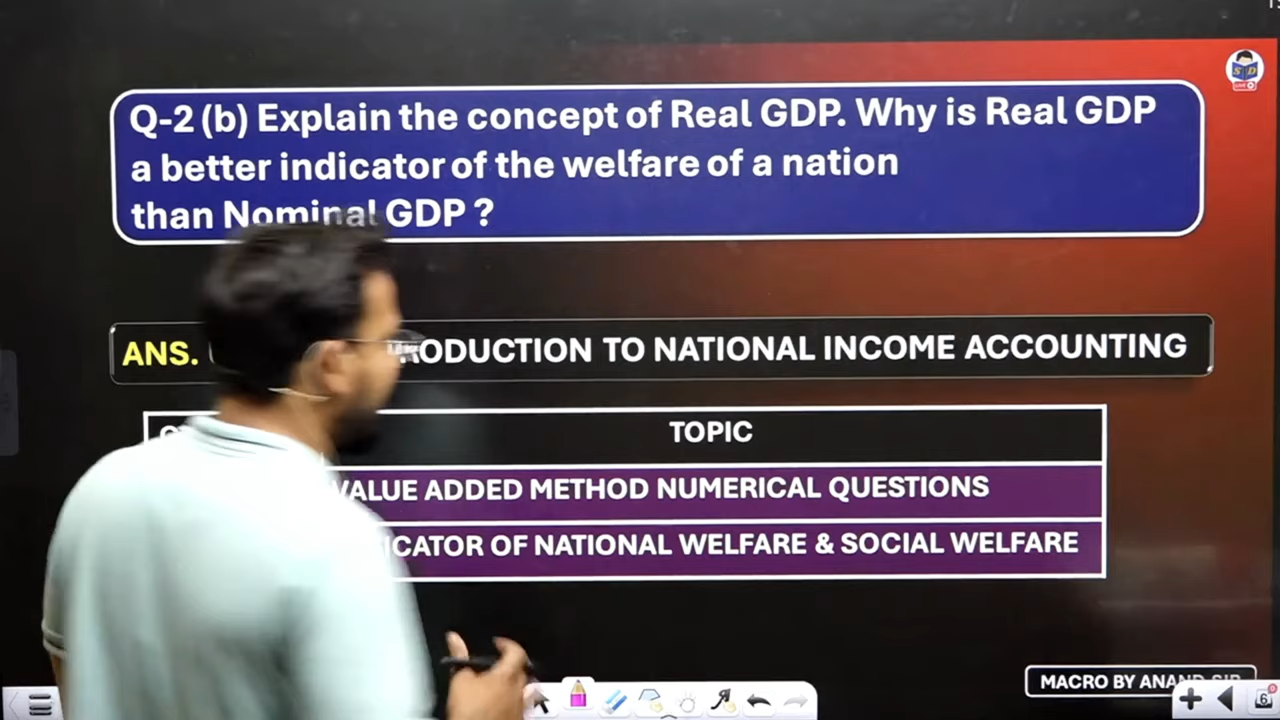 Q-2 (b) Explain the concept of Real GDP. Why is Real GDP
a better indicator of the welfare of a nation
than Nominal GDP ?
ANS. RODUCTION TO NATIONAL INCOME ACCOUNTING
TOPIC
VALUE ADDED METHOD NUMERICAL QUESTIONS
ICATOR OF NATIONAL WELFARE & SOCIAL WELFARE
MACRO BY ANAND SIR